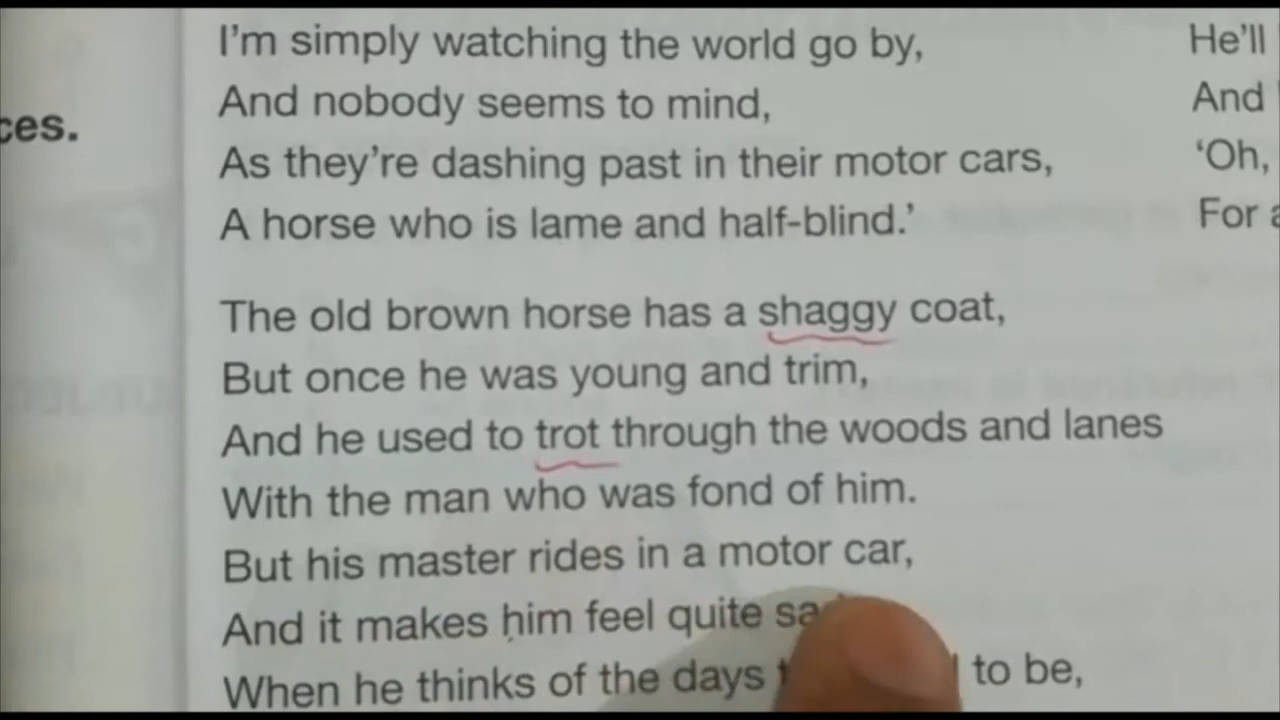 ces.
I'm simply watching the world go by,
And nobody seems to mind,
As they're dashing past in their motor cars,
A horse who is lame and half-blind.'
The old brown horse has a shaggy coat,
But once he was young and trim,
And he used to trot through the woods and lanes
With the man who was fond of him.
But his master rides in a motor car,
And it makes him feel quite
When he thinks of the days to be,
He'll
And
'Oh,
For